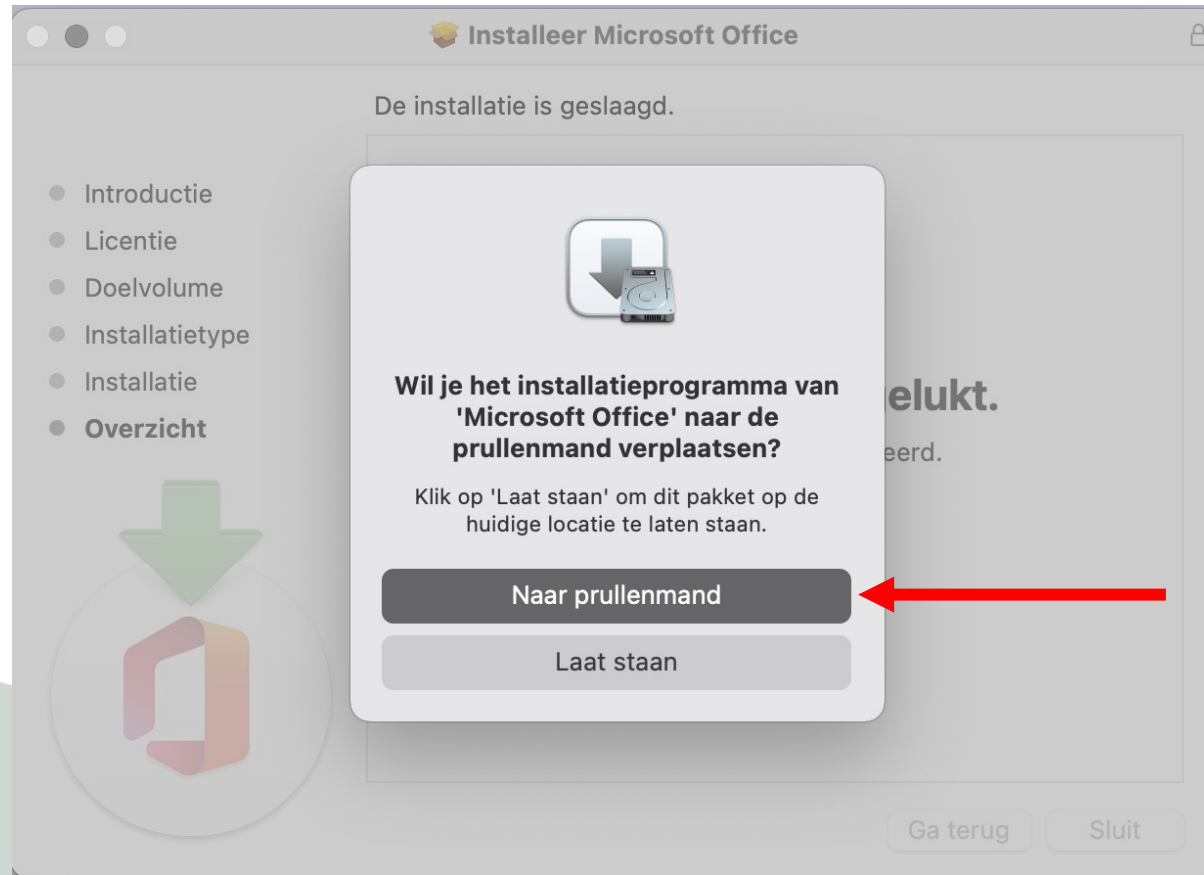 Installeer Microsoft Office
De installatie is geslaagd.
Introductie
Licentie
Doelvolume
Installatietype
Installatie
Overzicht
elukt.
eerd.
Wil je het installatieprogramma van
'Microsoft Office' naar de
prullenmand verplaatsen?
Klik op 'Laat staan' om dit pakket op de
huidige locatie te laten staan.
Naar prullenmand
Laat staan
Ga terug
Sluit